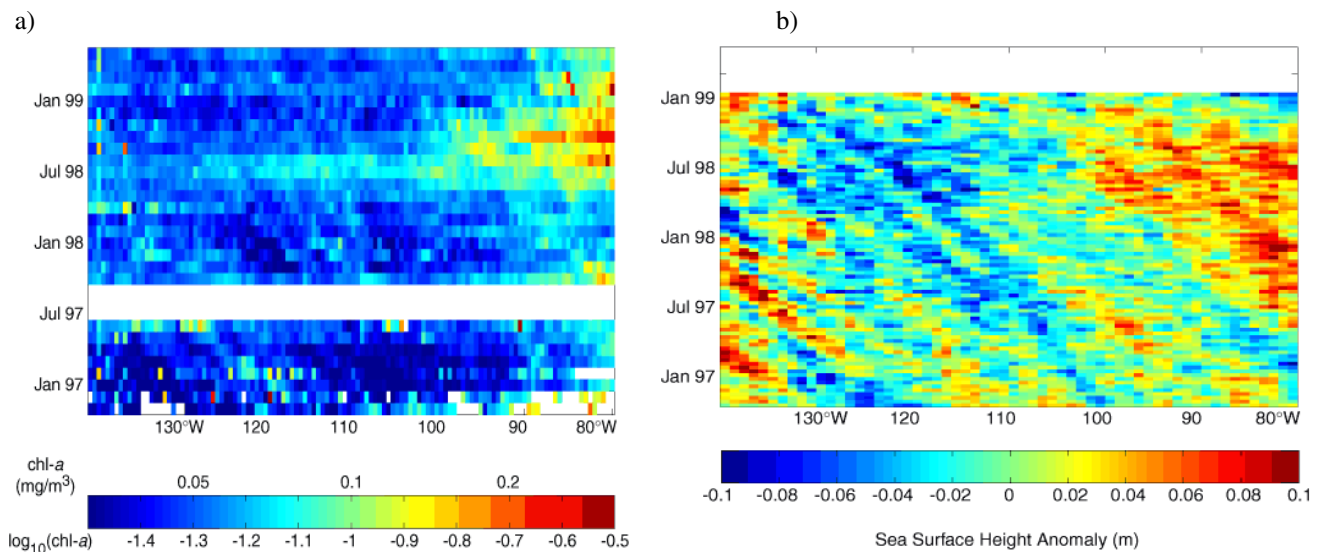 a)
b)
Jan 99
Jul 98
Jan 98
Jul 97
Jan 97
130°W 120 110 100 90 80°W
chl-a
(mg/m³)
0.05 0.1 0.2
log₁₀(chl-a) -1.4 -1.3 -1.2 -1.1 -1 -0.9 -0.8 -0.7 -0.6 -0.5
Jan 99
Jul 98
Jan 98
Jul 97
Jan 97
130°W 120 110 100 90 80°W
-0.1 -0.08 -0.06 -0.04 -0.02 0 0.02 0.04 0.06 0.08 0.1
Sea Surface Height Anomaly (m)